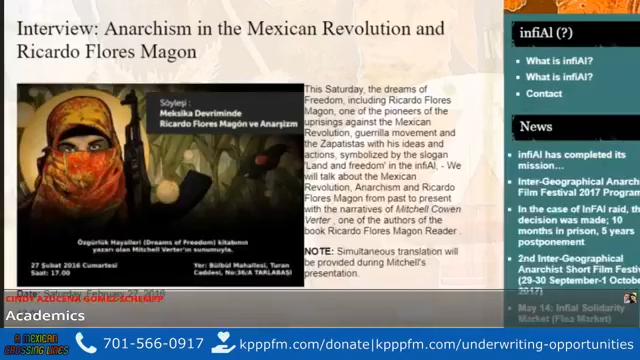 Interview: Anarchism in the Mexican Revolution and
Ricardo Flores Magon
Söyleşi :
Meksika Devriminde
Ricardo Flores Magón ve Anarşizm
Özgürlük Hayalleri (Dreams of Freedom) kitabının
yazarı olan Mitchell Verter'in sunumuyla.
27 Şubat 2016 Cumartesi
Saat: 17.00
Yer: Bülbül Mahallesi, Turan
Caddesi, No:36/A TARLABAŞI
This Saturday, the dreams of
Freedom, including Ricardo Flores
Magon, one of the pioneers of the
uprisings against the Mexican
Revolution, guerrilla movement and
the Zapatistas with his ideas and
actions, symbolized by the slogan
'Land and freedom' in the infiAl, - We
will talk about the Mexican
Revolution, Anarchism and Ricardo
Flores Magon from past to present
with the narratives of Mitchell Cowen
Verter , one of the authors of the
book Ricardo Flores Magon Reader .
NOTE: Simultaneous translation will
be provided during Mitchell's
presentation.
Date: Saturday, February 27, 2016
infiAl (?)
What is infiAl?
What is infiAl?
Contact
News
infiAl has completed its
mission...
Inter-Geographical Anarch
Film Festival 2017 Program
In the case of InFAl raid, th
decision was made; 10
months in prison, 5 years
postponement
2nd Inter-Geographical
Anarchist Short Film Festiv
(29-30 September-1 Octobe
2017)
May 14: Infial Solidarity
Market (Flea Market)
CINDY AZUCENA GOMEZ-SCHEMPP
Academics
A MEXICAN
CROSSING LINES
701-566-0917
kpppfm.com/donate|kpppfm.com/underwriting-opportunities